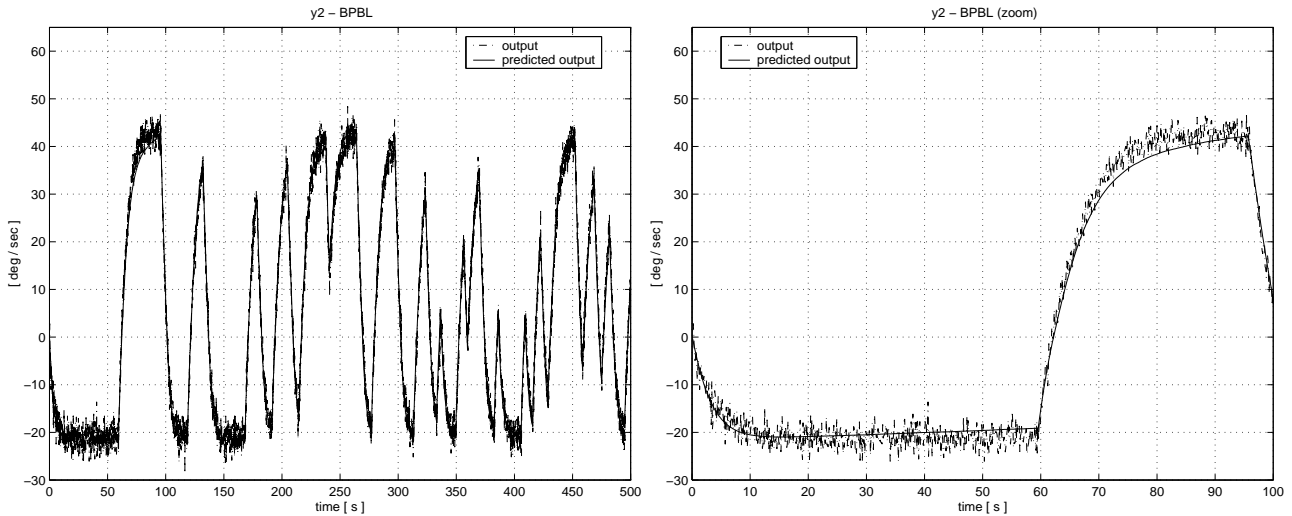 y2 − BPBL
output
predicted output
60
50
40
30
20
10
0
−10
−20
−30
[ deg / sec]
0 50 100 150 200 250 300 350 400 450 500
time [ s ]
y2 − BPBL (zoom)
output
predicted output
60
50
40
30
20
10
0
−10
−20
−30
[ deg / sec]
0 10 20 30 40 50 60 70 80 90 100
time [ s ]